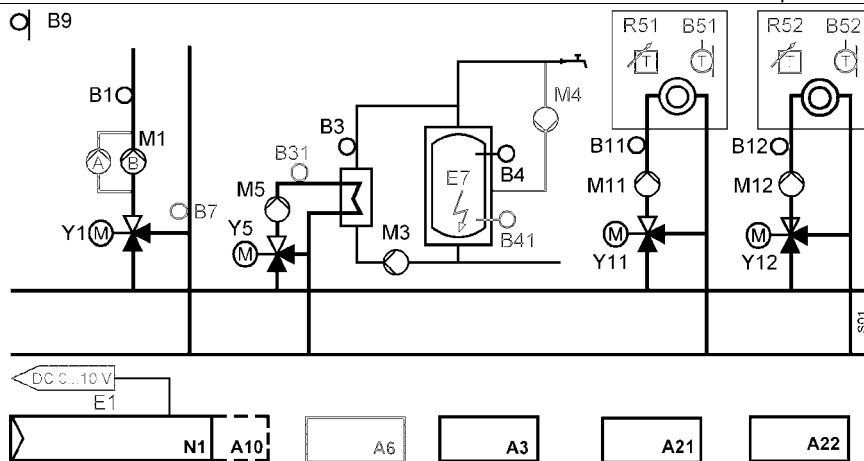 B9
R51 B51
R52 B52
T T
T T
B1
M1
A B
B7
Y1 M
B3
B31
M5
Y5
M
M3
M4
B4
E7
B41
B11
M11
M
Y11
B12
M12
M
Y12
S01
DC 0...10 V
E1
N1 A10
A6
A3
A21
A22